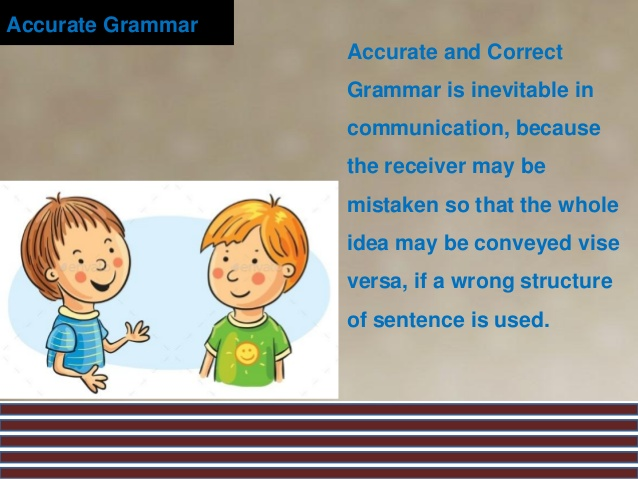 Accurate Grammar
Accurate and Correct
Grammar is inevitable in
communication, because
the receiver may be
mistaken so that the whole
idea may be conveyed vise
versa, if a wrong structure
of sentence is used.